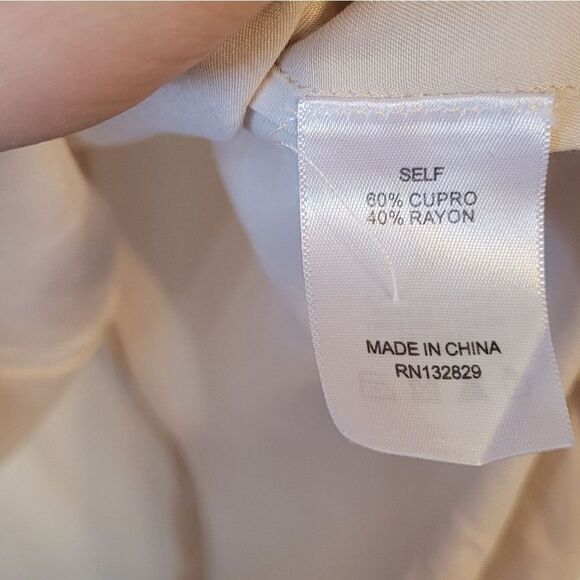 SELF
60% CUPRO
40% RAYON
MADE IN CHINA
RN132829